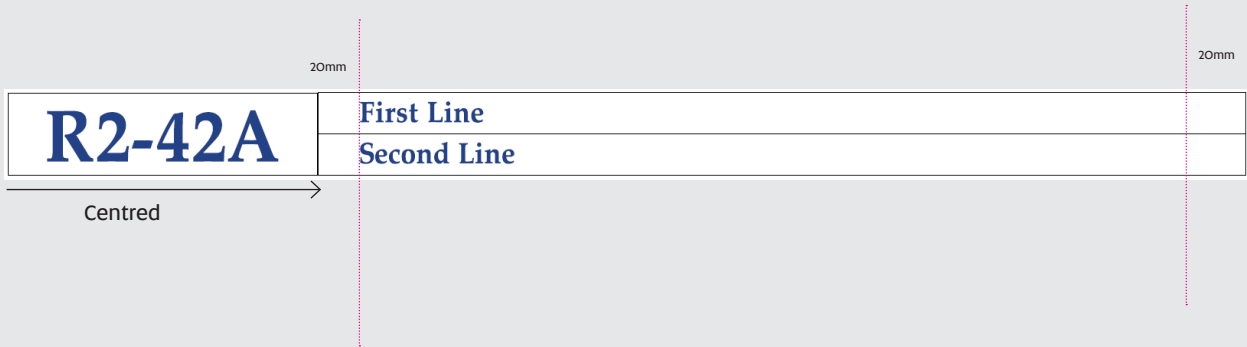 20mm
20mm
R2-42A
First Line
Second Line
Centred